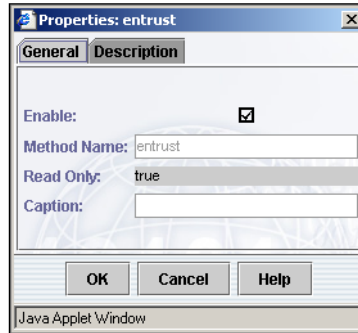 Properties: entrust
General Description
Enable:
Method Name: entrust
Read Only: true
Caption:
OK Cancel Help
Java Applet Window